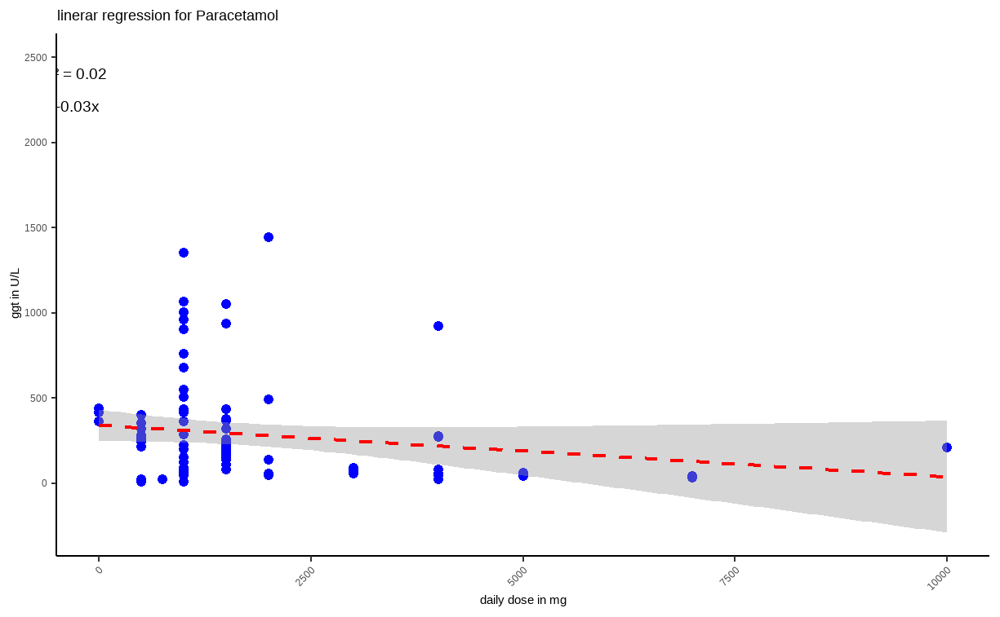 linerar regression for Paracetamol
2500
² = 0.02
-0.03x
2000
1500
ggt in U/L
1000
500
0
0
2500
5000
7500
10000
daily dose in mg